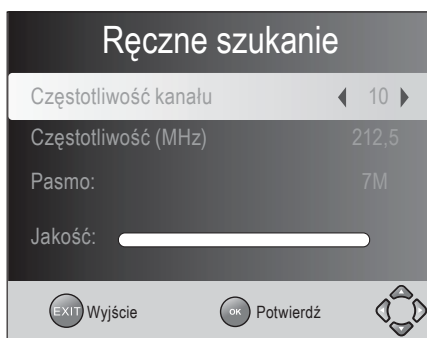 Ręczne szukanie
Częstotliwość kanału 10
Częstotliwość (MHz) 212,5
Pasmo: 7M
Jakość:
EXIT Wyjście OK Potwierdź